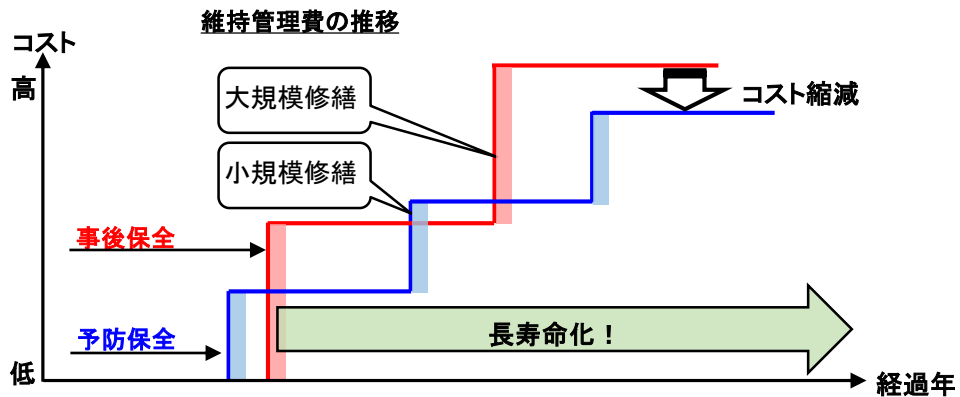 維持管理費の推移
コスト
高
大規模修繕
コスト縮減
小規模修繕
事後保全
予防保全
長寿命化！
低
経過年